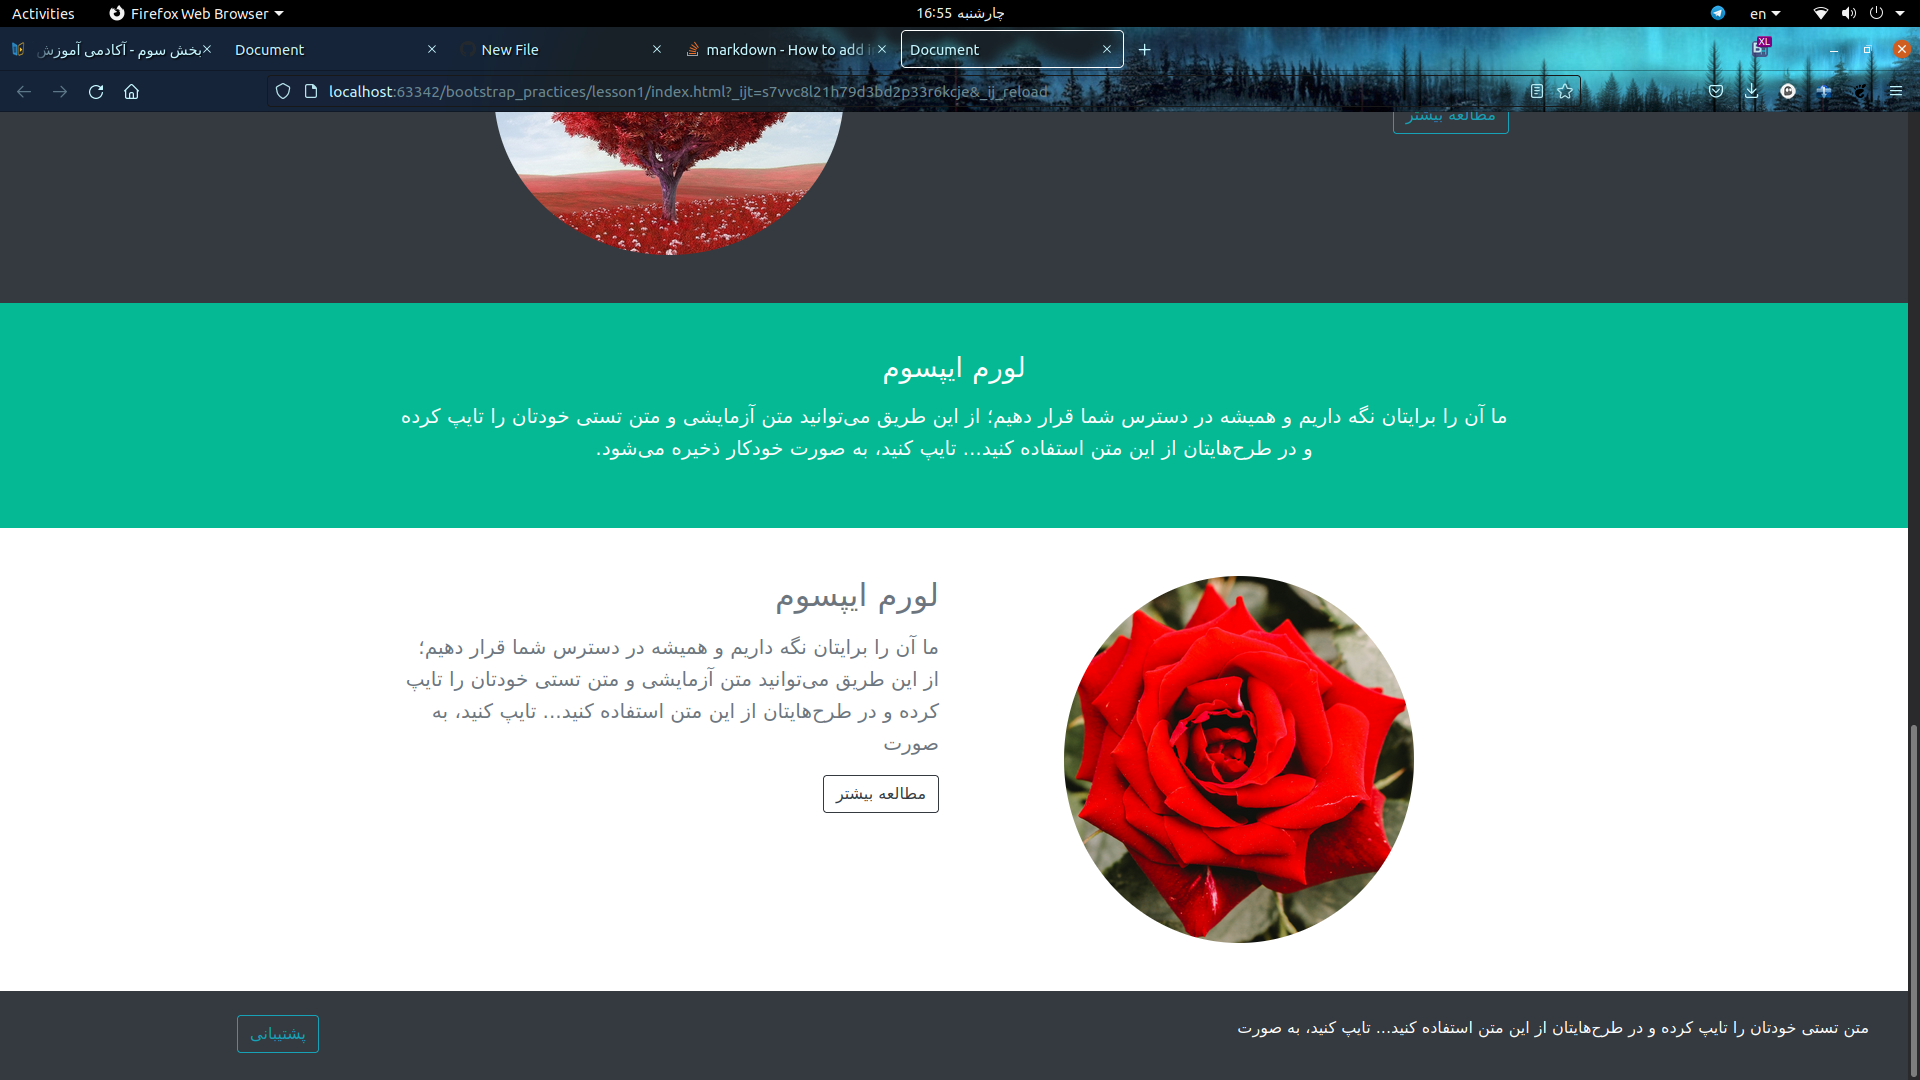 Activities
Firefox Web Browser
چارشنبه 16:55
en
بخش سوم - آکادمی آموزش
Document
New File
markdown - How to add i
Document
XL
localhost:63342/bootstrap_practices/lesson1/index.html?_ijt=s7vvc8l21h79d3bd2p33r6kcje&_ij_reload
مطالعه بیشتر
لورم ایپسوم
ما آن را برایتان نگه داریم و همیشه در دسترس شما قرار دهیم؛ از این طریق می‌توانید متن آزمایشی و متن تستی خودتان را تایپ کرده
و در طرح‌هایتان از این متن استفاده کنید... تایپ کنید، به صورت خودکار ذخیره می‌شود.
لورم ایپسوم
ما آن را برایتان نگه داریم و همیشه در دسترس شما قرار دهیم؛
از این طریق می‌توانید متن آزمایشی و متن تستی خودتان را تایپ
کرده و در طرح‌هایتان از این متن استفاده کنید... تایپ کنید، به
صورت
مطالعه بیشتر
متن تستی خودتان را تایپ کرده و در طرح‌هایتان از این متن استفاده کنید... تایپ کنید، به صورت
پشتیبانی